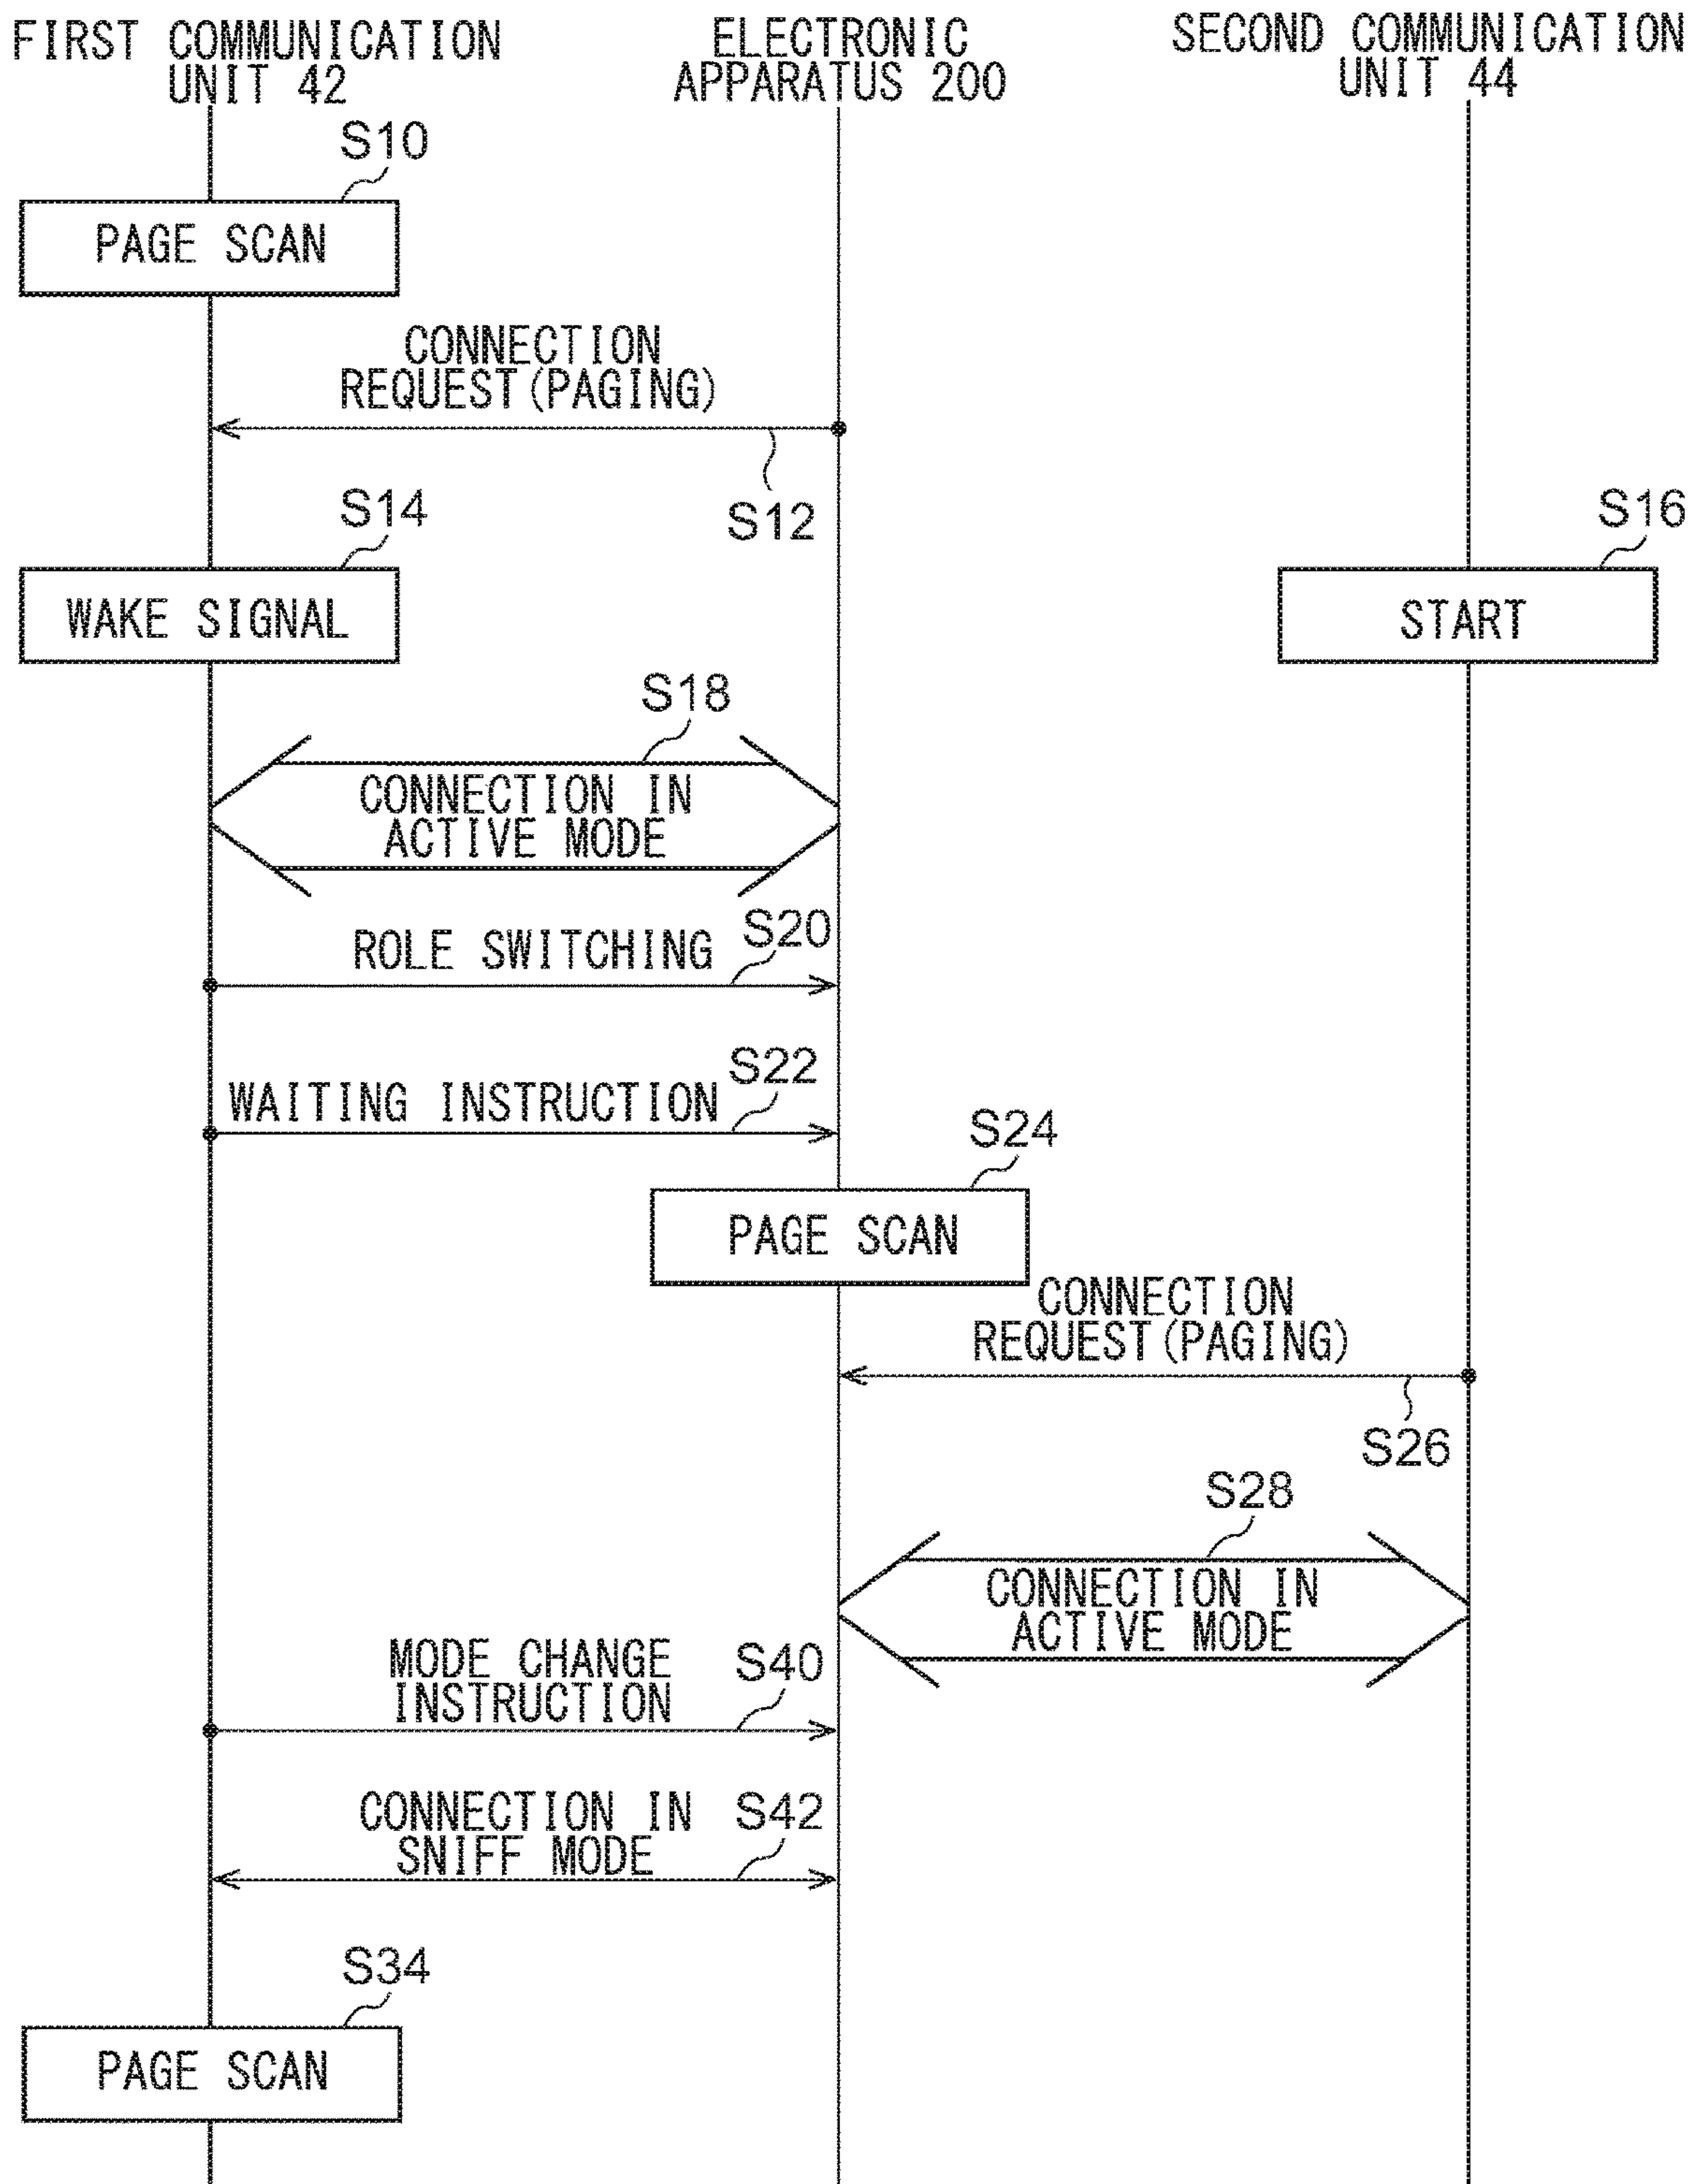 FIRST COMMUNICATION
UNIT 42
ELECTRONIC
APPARATUS 200
SECOND COMMUNICATION
UNIT 44
S10
PAGE SCAN
CONNECTION
REQUEST(PAGING)
S12
S14
WAKE SIGNAL
S16
START
S18
CONNECTION IN
ACTIVE MODE
ROLE SWITCHING
S20
WAITING INSTRUCTION
S22
S24
PAGE SCAN
CONNECTION
REQUEST(PAGING)
S26
S28
CONNECTION IN
ACTIVE MODE
MODE CHANGE
INSTRUCTION
S40
CONNECTION IN
SNIFF MODE
S42
S34
PAGE SCAN